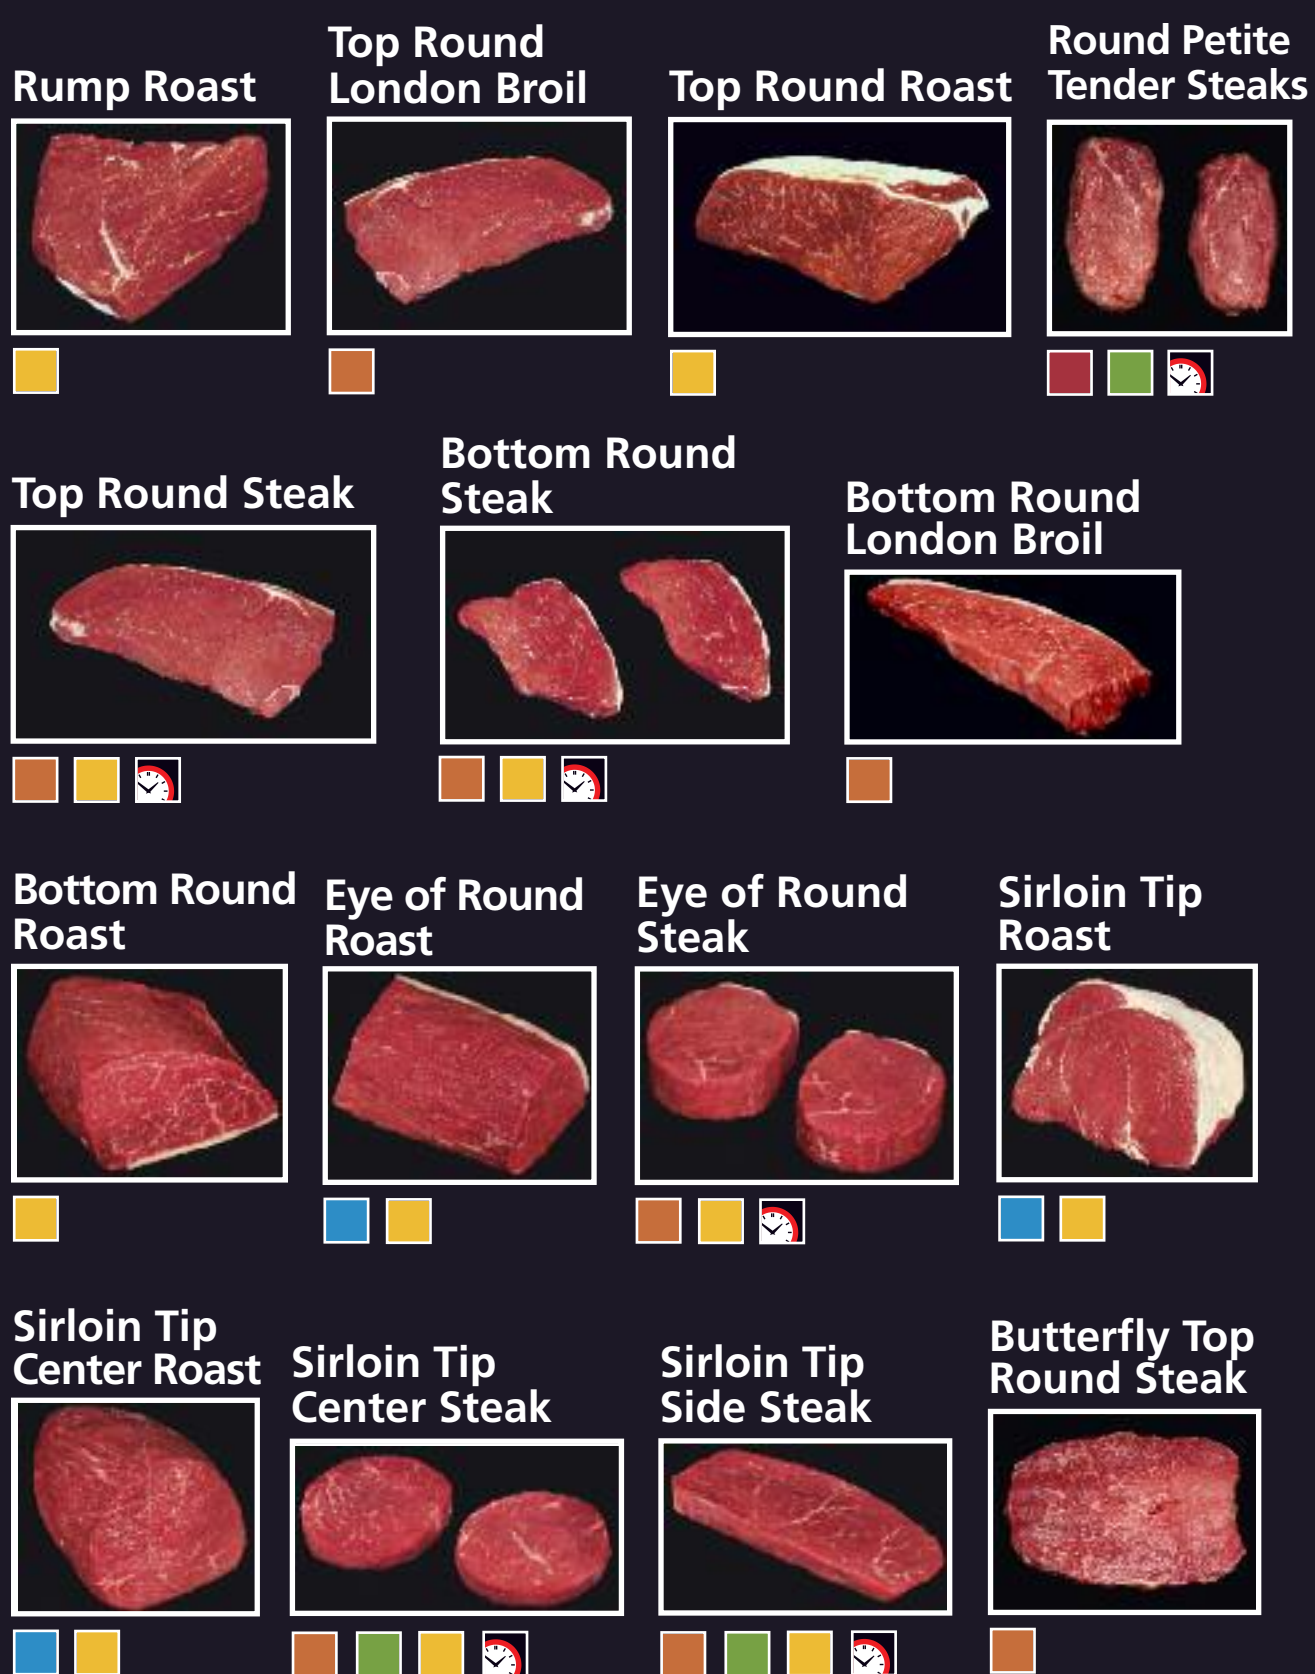 Rump Roast
Top Round
London Broil
Top Round Roast
Round Petite
Tender Steaks
Top Round Steak
Bottom Round
Steak
Bottom Round
London Broil
Bottom Round
Roast
Eye of Round
Roast
Eye of Round
Steak
Sirloin Tip
Roast
Sirloin Tip
Center Roast
Sirloin Tip
Center Steak
Sirloin Tip
Side Steak
Butterfly Top
Round Steak